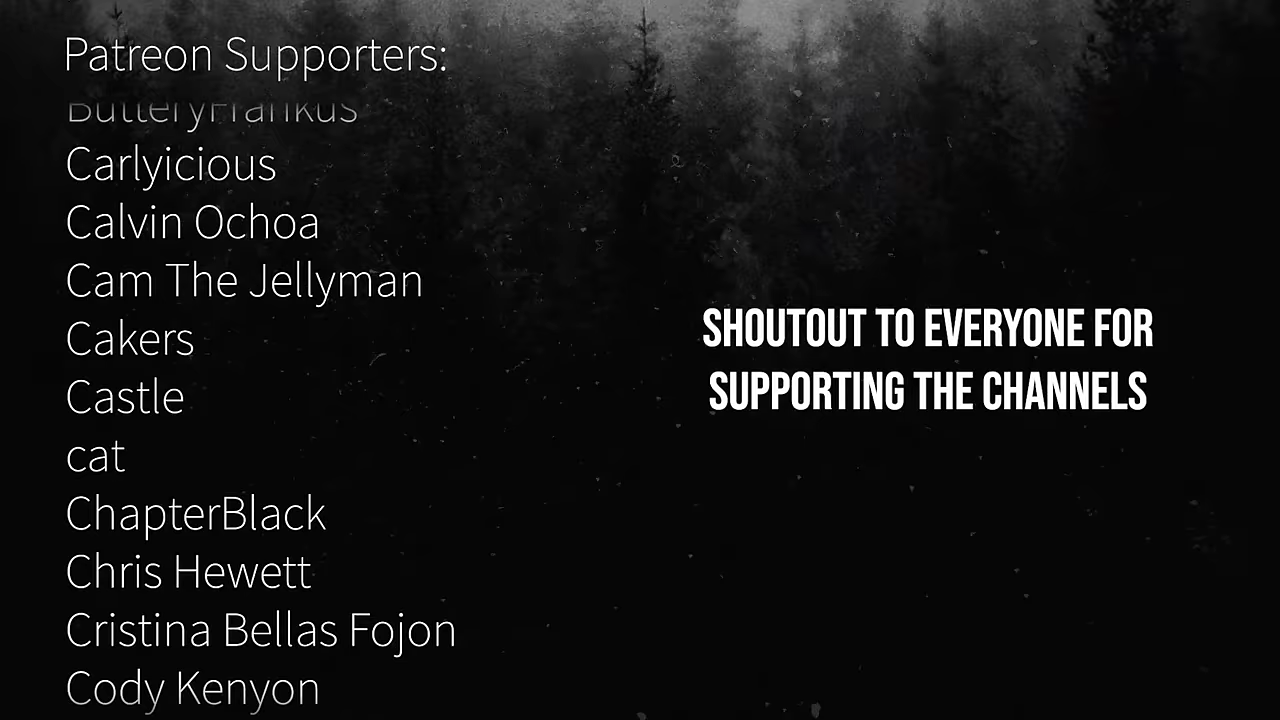 Patreon Supporters:
ButteryFrankus
Carlyicious
Calvin Ochoa
Cam The Jellyman
Cakers
Castle
cat
ChapterBlack
Chris Hewett
Cristina Bellas Fojon
Cody Kenyon
SHOUTOUT TO EVERYONE FOR
SUPPORTING THE CHANNELS